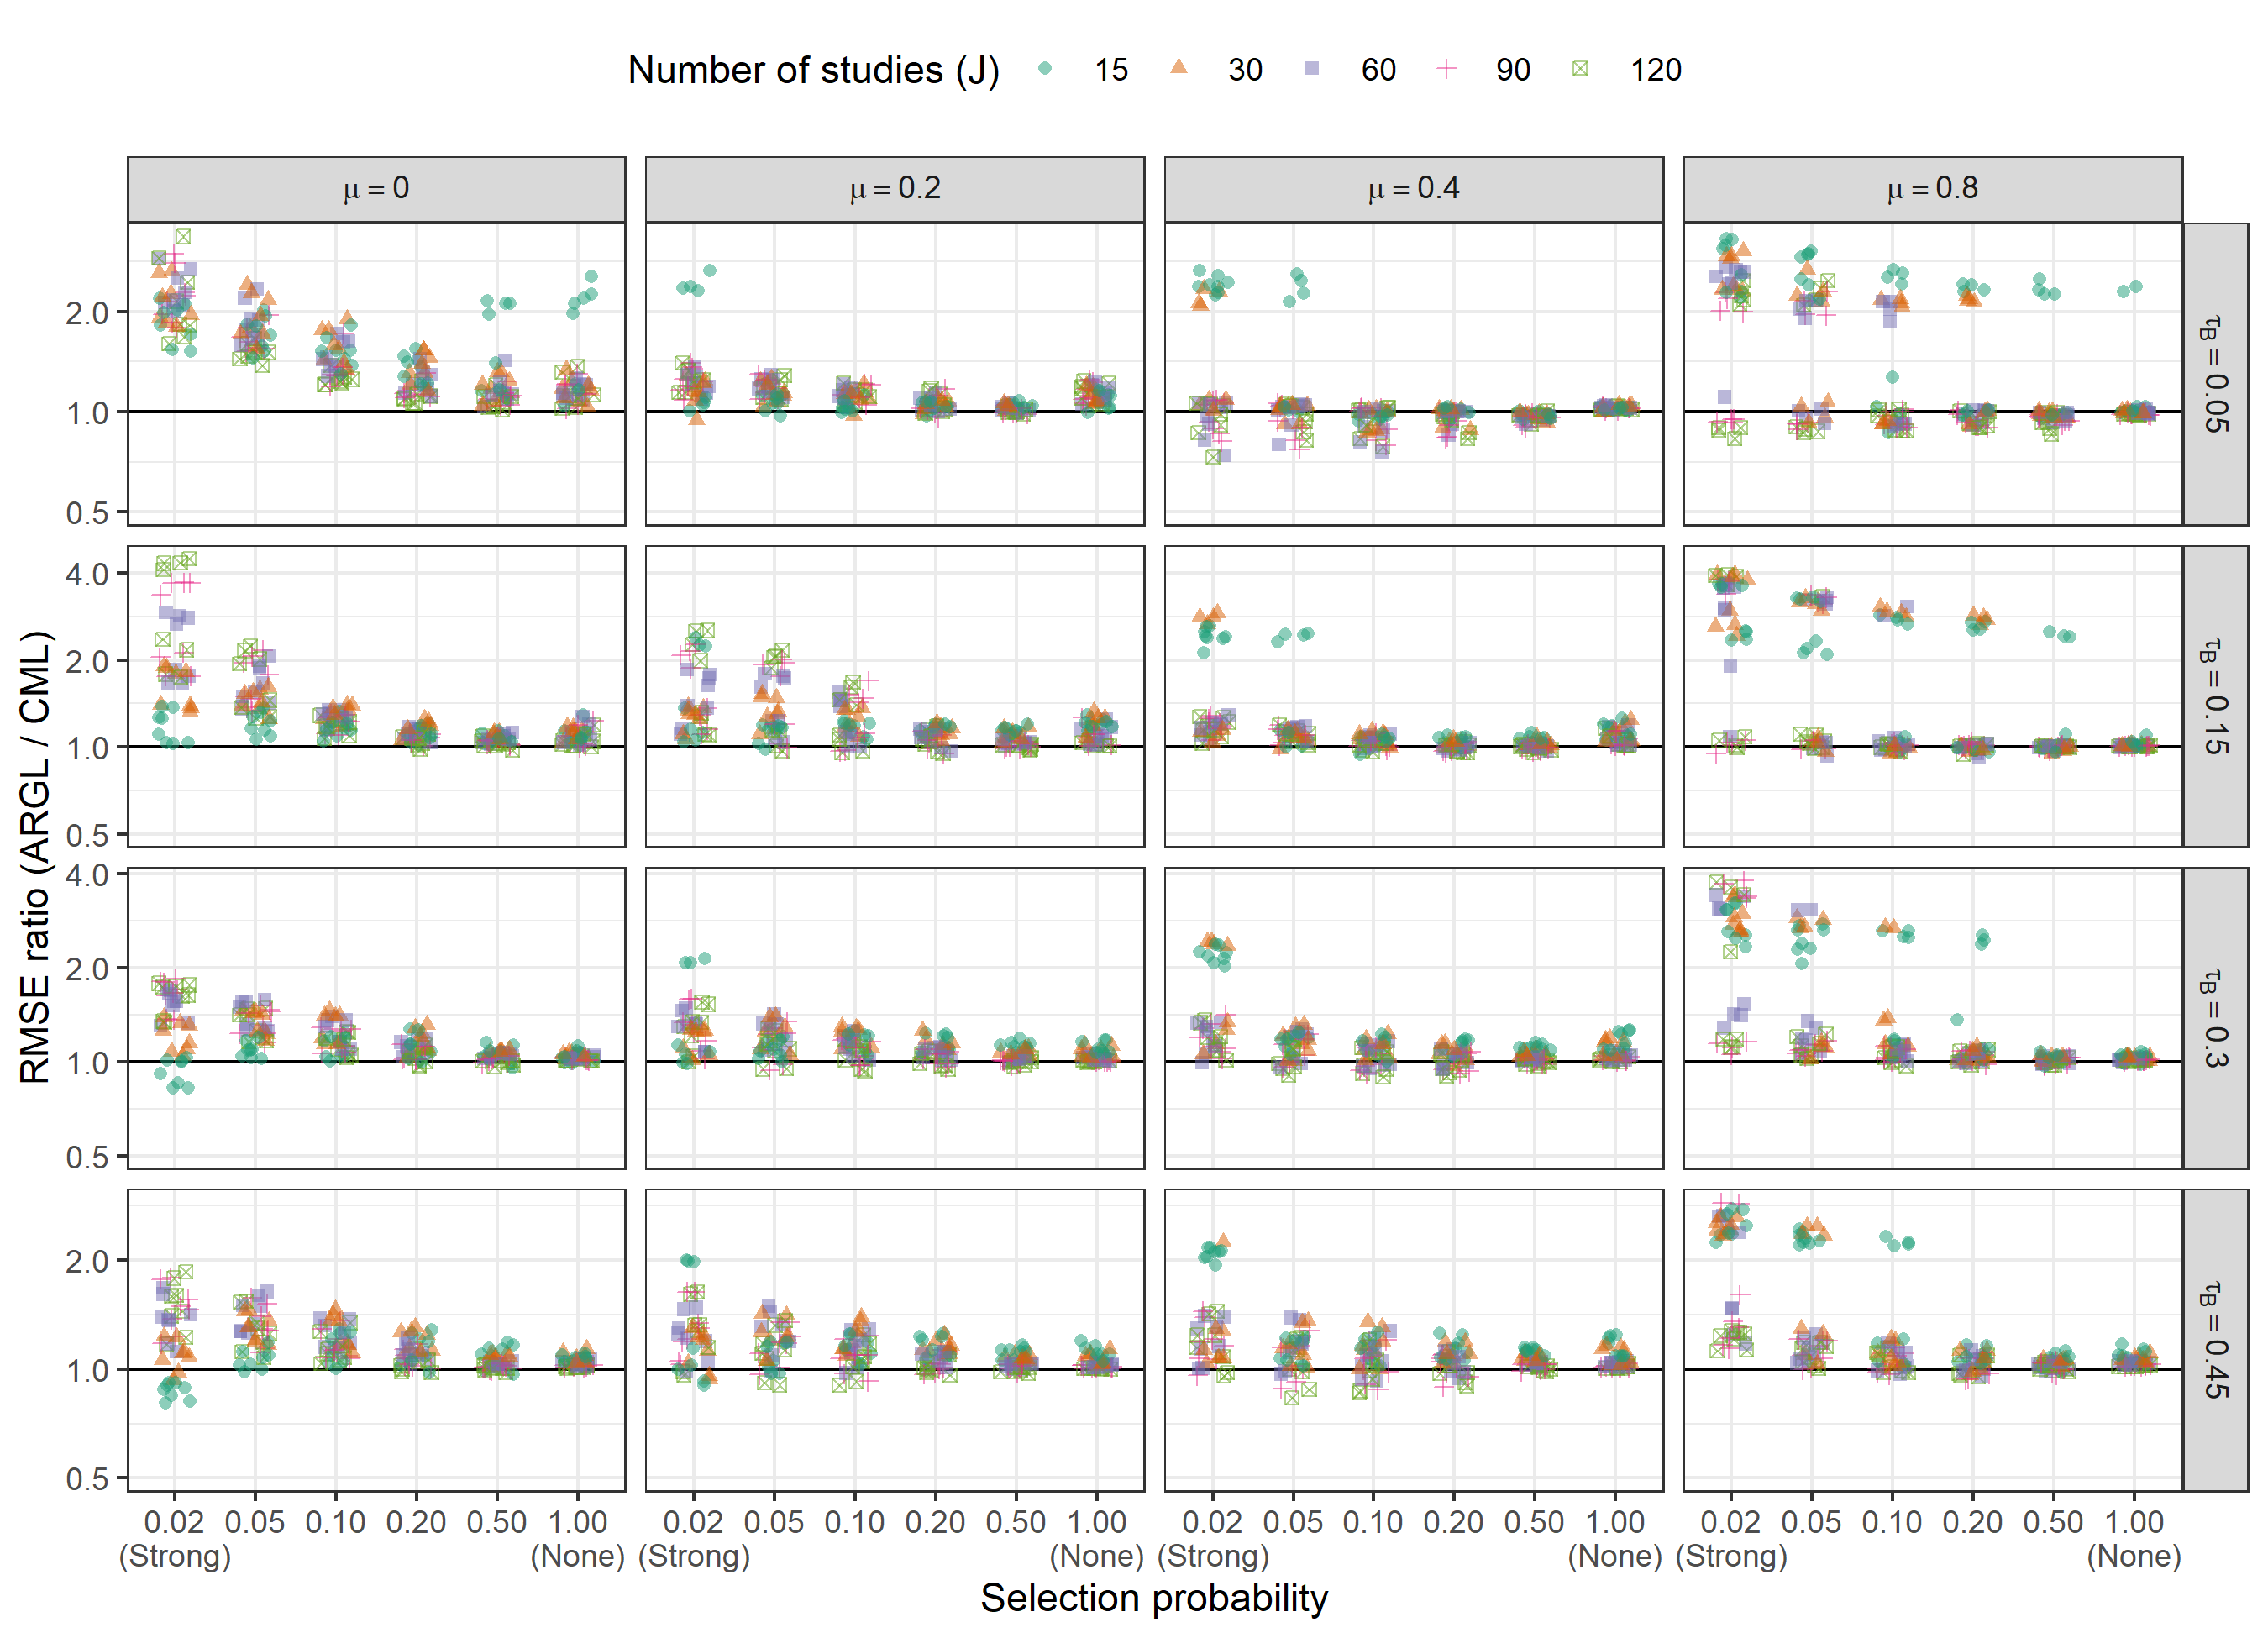 Number of studies (J) 15 30 60 90 120
μ = 0 μ = 0.2 μ = 0.4 μ = 0.8
RMSE ratio (ARGL / CML)
2.0
1.0
0.5
τB = 0.05
4.0
2.0
1.0
0.5
τB = 0.15
4.0
2.0
1.0
0.5
τB = 0.3
2.0
1.0
0.5
τB = 0.45
0.02 0.05 0.10 0.20 0.50 1.00 0.02 0.05 0.10 0.20 0.50 1.00 0.02 0.05 0.10 0.20 0.50 1.00 0.02 0.05 0.10 0.20 0.50 1.00
(Strong) (None) (Strong) (None) (Strong) (None) (Strong) (None)
Selection probability